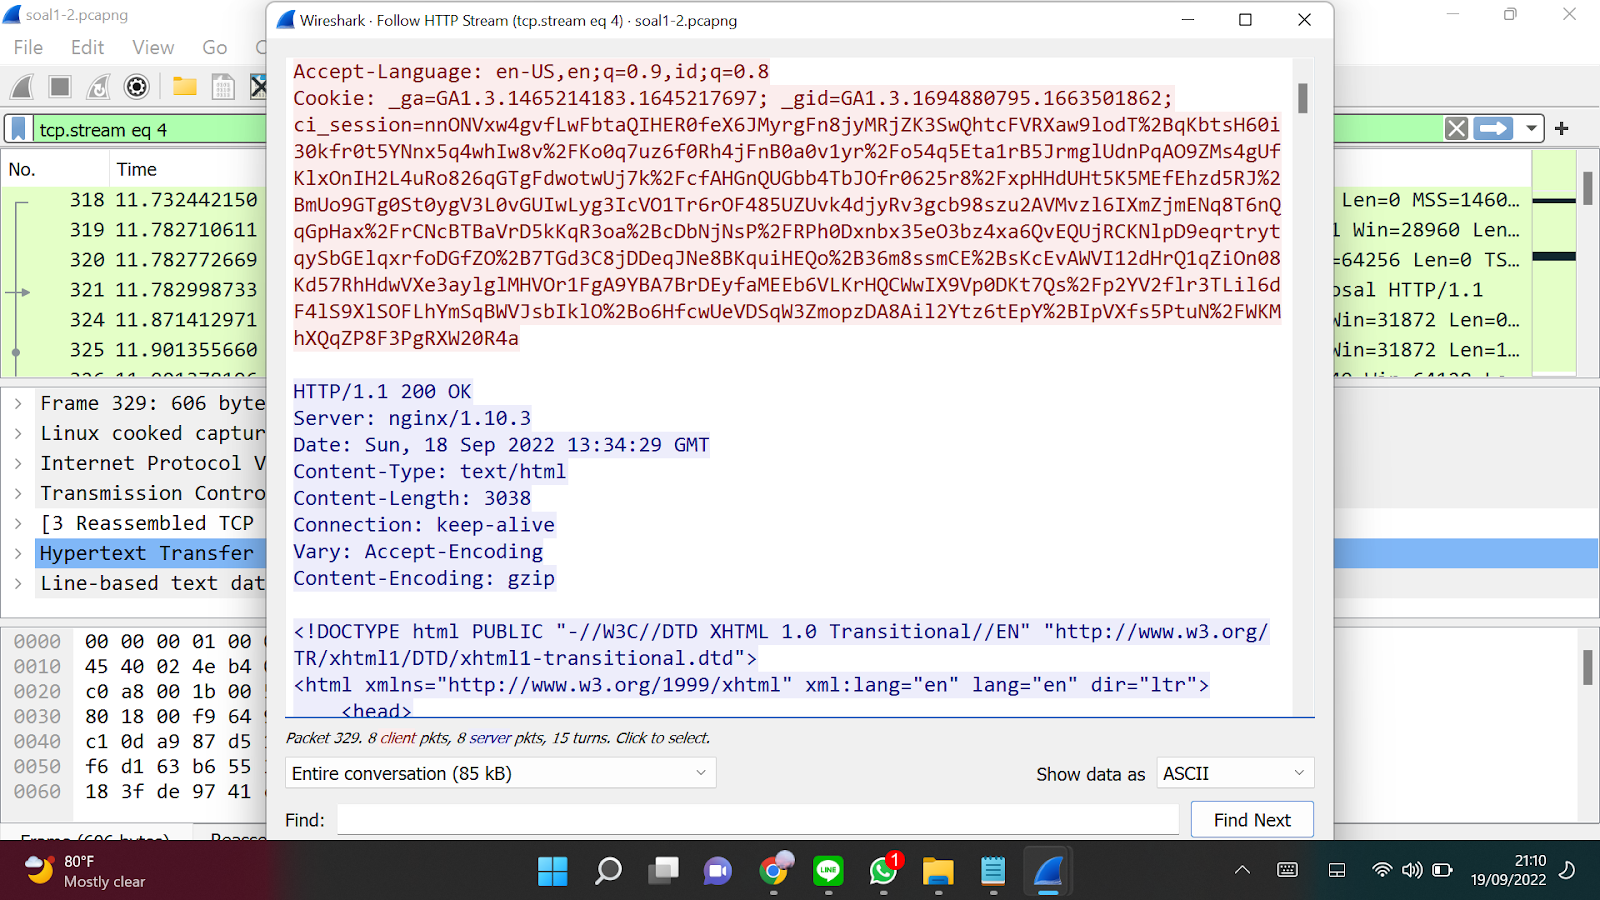 soal1-2.pcapng
File Edit View Go
Wireshark · Follow HTTP Stream (tcp.stream eq 4) · soal1-2.pcapng
tcp.stream eq 4
No. Time
318 11.732442150
319 11.782710611
320 11.782772669
321 11.782998733
324 11.871412971
325 11.901355660
Len=0 MSS=1460…
1 Win=28960 Len…
=64256 Len=0 TS…
osal HTTP/1.1
Win=31872 Len=0…
Win=31872 Len=1…
Frame 329: 606 byte
Linux cooked captur
Internet Protocol V
Transmission Contro
[3 Reassembled TCP
Hypertext Transfer
Line-based text dat
0000 00 00 00 01 00
0010 45 40 02 4e b4
0020 c0 a8 00 1b 00
0030 80 18 00 f9 64
0040 c1 0d a9 87 d5
0050 f6 d1 63 b6 55
0060 18 3f de 97 41
Frame (606 bytes) Reasse
Accept-Language: en-US,en;q=0.9,id;q=0.8
Cookie: _ga=GA1.3.1465214183.1645217697; _gid=GA1.3.1694880795.1663501862;
ci_session=nnONVxw4gvfLwFbtaQIHER0feX6JMyrgFn8jyMRjZK3SwQhtcFVRXaw9lodT%2BqKbtsH60i
30kfr0t5YNnx5q4whIw8v%2FKo0q7uz6f0Rh4jFnB0a0v1yr%2Fo54q5Eta1rB5JrmglUdnPqAO9ZMs4gUf
KlxOnIH2L4uRo826qGTgFdwotwUj7k%2FcfAHGnQUGbb4TbJOfr0625r8%2FxpHHdUHt5K5MEfEhzd5RJ%2
BmUo9GTg0St0ygV3L0vGUIwLyg3IcVO1Tr6rOF485UZUvk4djyRv3gcb98szu2AVMvzl6IXmZjmENq8T6nQ
qGpHax%2FrCNcBTBaVrD5kKqR3oa%2BcDbNjNsP%2FRPh0Dxnbx35eO3bz4xa6QvEQUjRCKNlpD9eqrtryt
qySbGElqxrfoDGfZO%2B7TGd3C8jDDeqJNe8BKquiHEQo%2B36m8ssmCE%2BsKcEvAWVI12dHrQ1qZiOn08
Kd57RhHdwVXe3aylglMHVOr1FgA9YBA7BrDEyfaMEEb6VLKrHQCWwIX9Vp0DKt7Qs%2Fp2YV2flr3TLil6d
F4lS9XlSOFLhYmSqBWVJsbIklO%2Bo6HfcwUeVDSqW3ZmopzDA8Ail2Ytz6tEpY%2BIpVXfs5PtuN%2FWKM
hXQqZP8F3PgRXW20R4a
HTTP/1.1 200 OK
Server: nginx/1.10.3
Date: Sun, 18 Sep 2022 13:34:29 GMT
Content-Type: text/html
Content-Length: 3038
Connection: keep-alive
Vary: Accept-Encoding
Content-Encoding: gzip
<!DOCTYPE html PUBLIC "-//W3C//DTD XHTML 1.0 Transitional//EN" "http://www.w3.org/
TR/xhtml1/DTD/xhtml1-transitional.dtd">
<html xmlns="http://www.w3.org/1999/xhtml" xml:lang="en" lang="en" dir="ltr">
<head>
Packet 329. 8 client pkts, 8 server pkts, 15 turns. Click to select.
Entire conversation (85 kB)
Show data as ASCII
Find:
Find Next
80°F
Mostly clear
LINE
1
21:10
19/09/2022